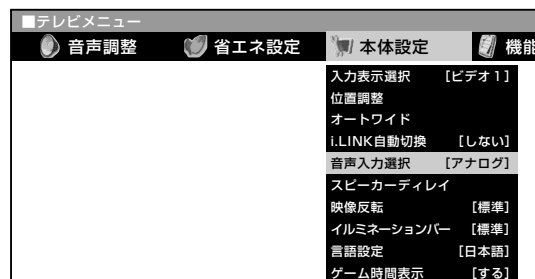 ■テレビメニュー
音声調整 省エネ設定 本体設定 機能
入力表示選択 [ビデオ1]
位置調整
オートワイド
i.LINK自動切換 [しない]
音声入力選択 [アナログ]
スピーカーディレイ
映像反転 [標準]
イルミネーションバー [標準]
言語設定 [日本語]
ゲーム時間表示 [する]